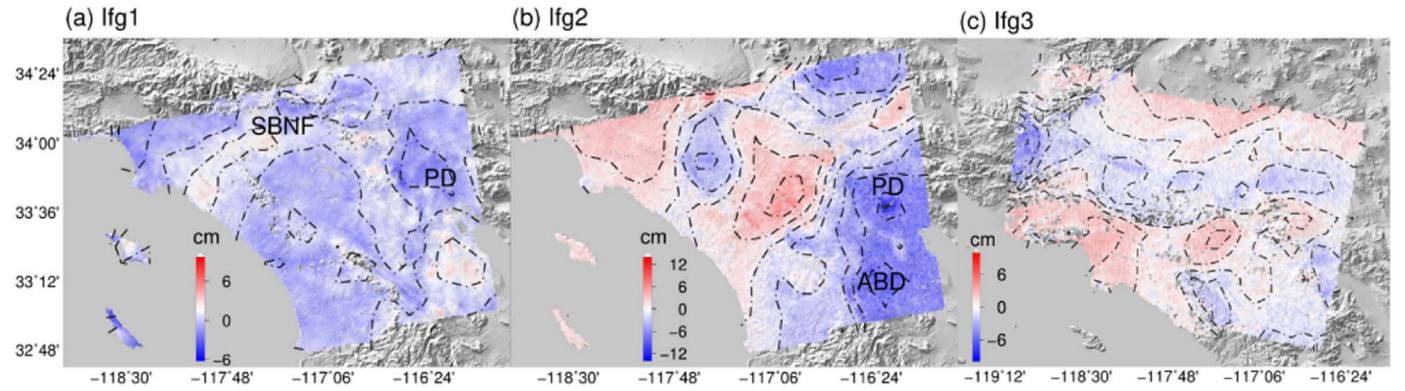 (a) Ifg1
(b) Ifg2
(c) Ifg3
34°24'
34°00'
33°36'
33°12'
32°48'
SBNF
PD
cm
6
0
−6
PD
ABD
cm
12
6
0
−6
−12
cm
6
0
−6
−118°30' −117°48' −117°06' −116°24'
−118°30' −117°48' −117°06' −116°24'
−119°12' −118°30' −117°48' −117°06' −116°24'